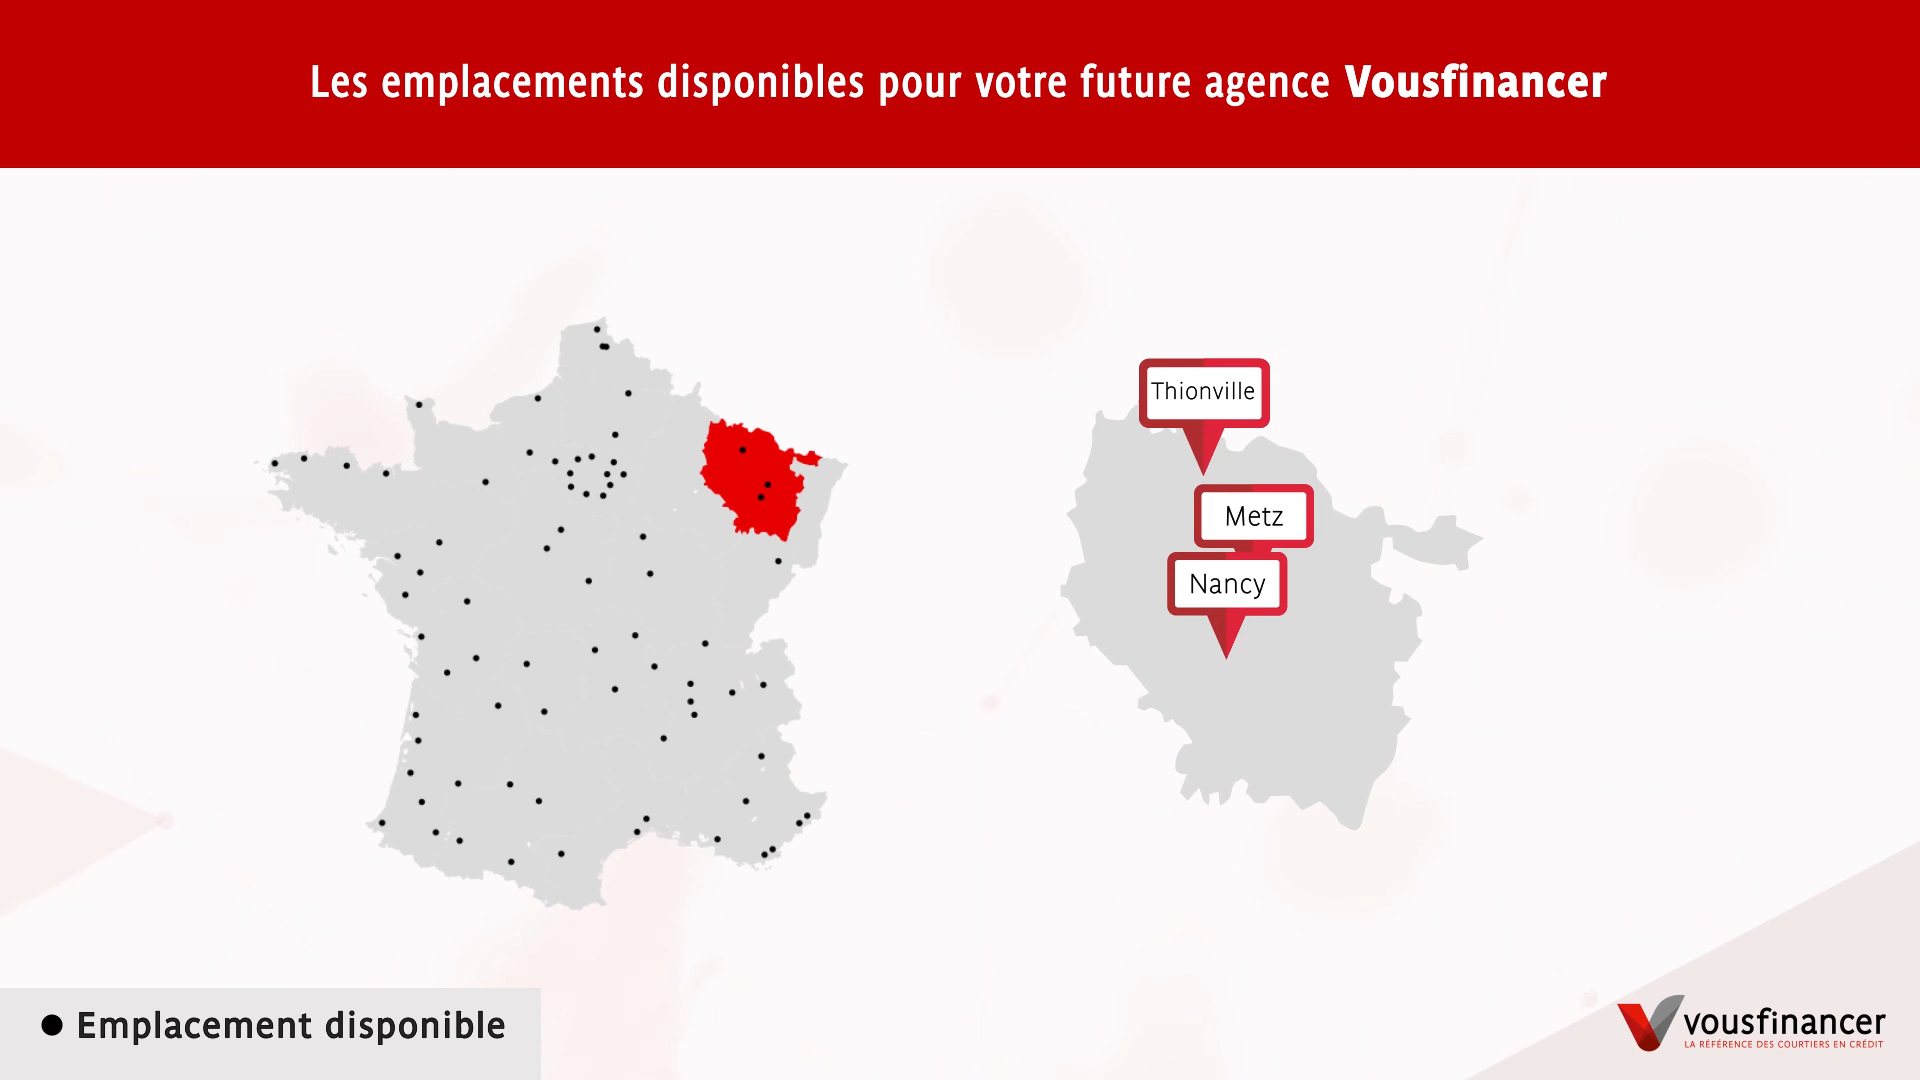 Les emplacements disponibles pour votre future agence Vousfinancer
Thionville
Metz
Nancy
Emplacement disponible
vousfinancer
LA RÉFÉRENCE DES COURTIERS EN CRÉDIT